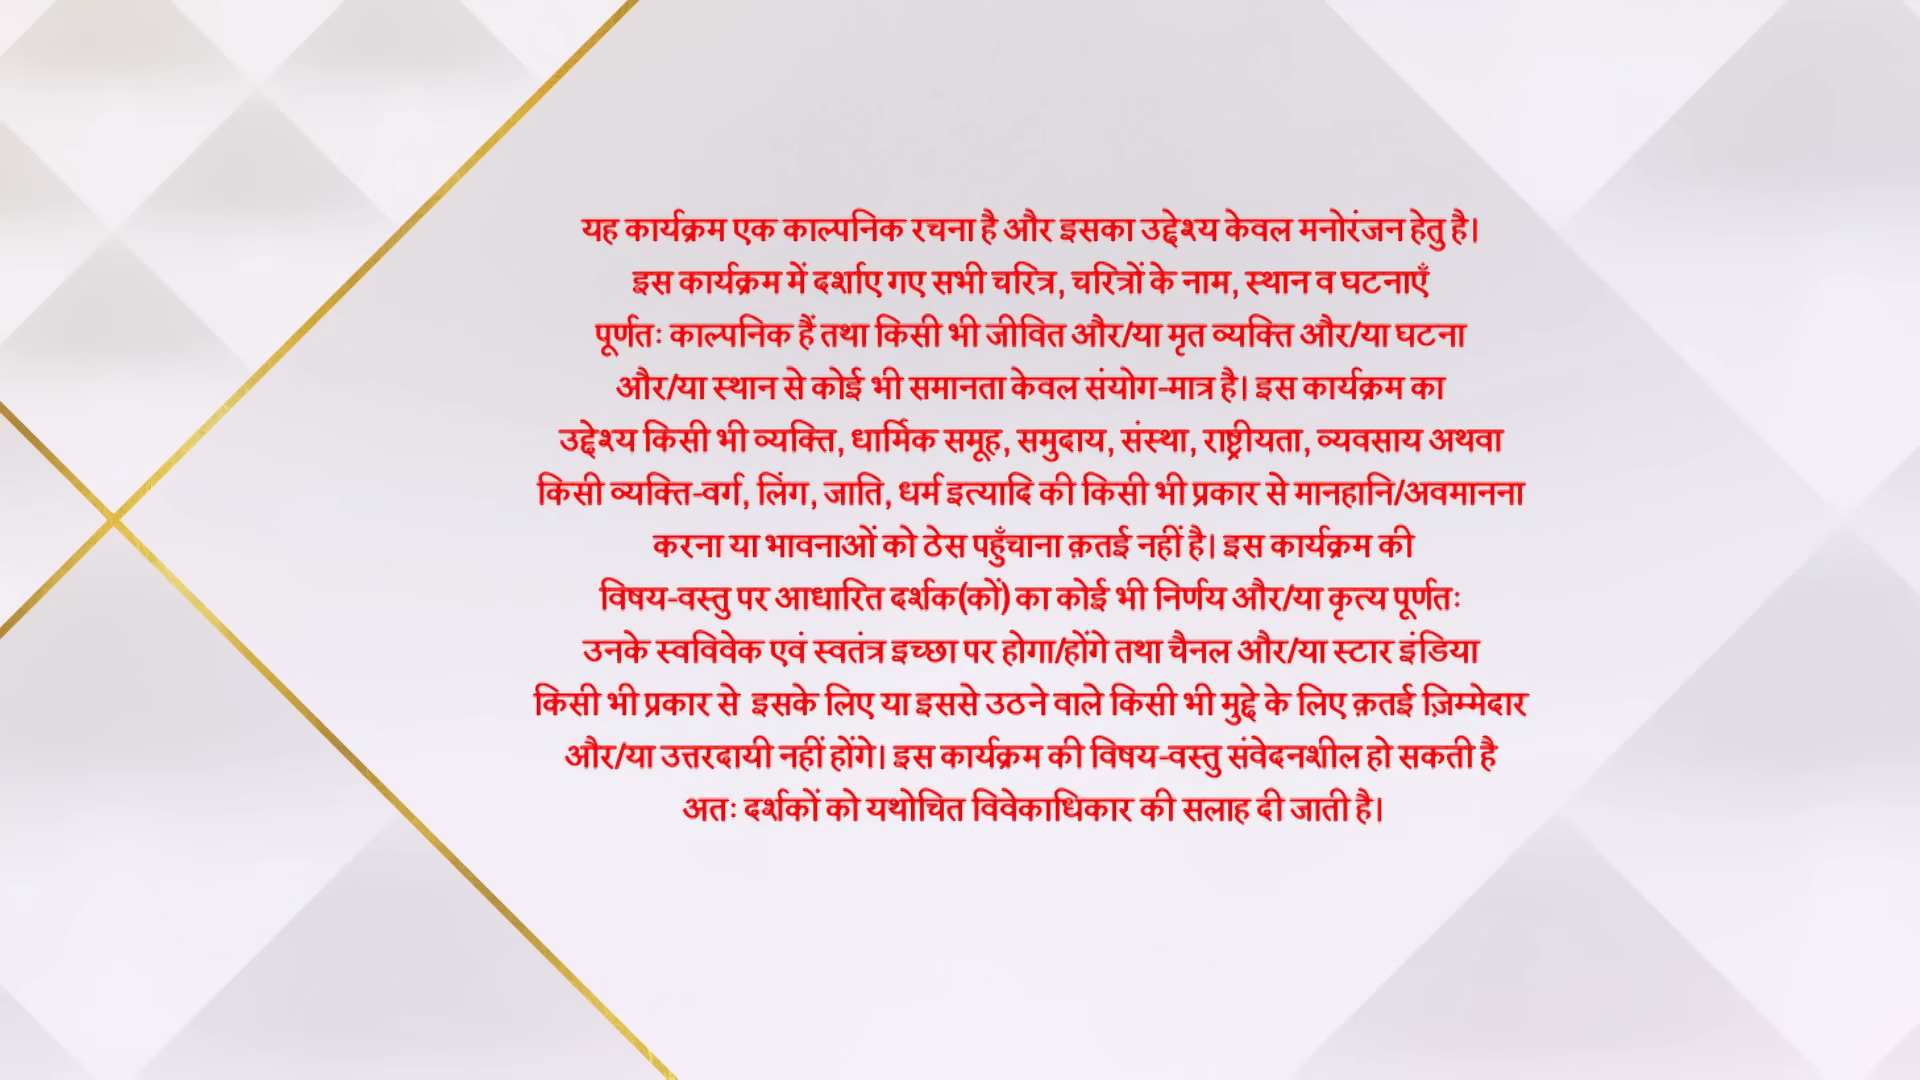 यह कार्यक्रम एक काल्पनिक रचना है और इसका उद्देश्य केवल मनोरंजन हेतु है।
इस कार्यक्रम में दर्शाए गए सभी चरित्र, चरित्रों के नाम, स्थान व घटनाएँ
पूर्णतः काल्पनिक हैं तथा किसी भी जीवित और/या मृत व्यक्ति और/या घटना
और/या स्थान से कोई भी समानता केवल संयोग-मात्र है। इस कार्यक्रम का
उद्देश्य किसी भी व्यक्ति, धार्मिक समूह, समुदाय, संस्था, राष्ट्रीयता, व्यवसाय अथवा
किसी व्यक्ति-वर्ग, लिंग, जाति, धर्म इत्यादि की किसी भी प्रकार से मानहानि/अवमानना
करना या भावनाओं को ठेस पहुँचाना क़तई नहीं है। इस कार्यक्रम की
विषय-वस्तु पर आधारित दर्शक(कों) का कोई भी निर्णय और/या कृत्य पूर्णतः
उनके स्वविवेक एवं स्वतंत्र इच्छा पर होगा/होंगे तथा चैनल और/या स्टार इंडिया
किसी भी प्रकार से इसके लिए या इससे उठने वाले किसी भी मुद्दे के लिए क़तई ज़िम्मेदार
और/या उत्तरदायी नहीं होंगे। इस कार्यक्रम की विषय-वस्तु संवेदनशील हो सकती है
अतः दर्शकों को यथोचित विवेकाधिकार की सलाह दी जाती है।